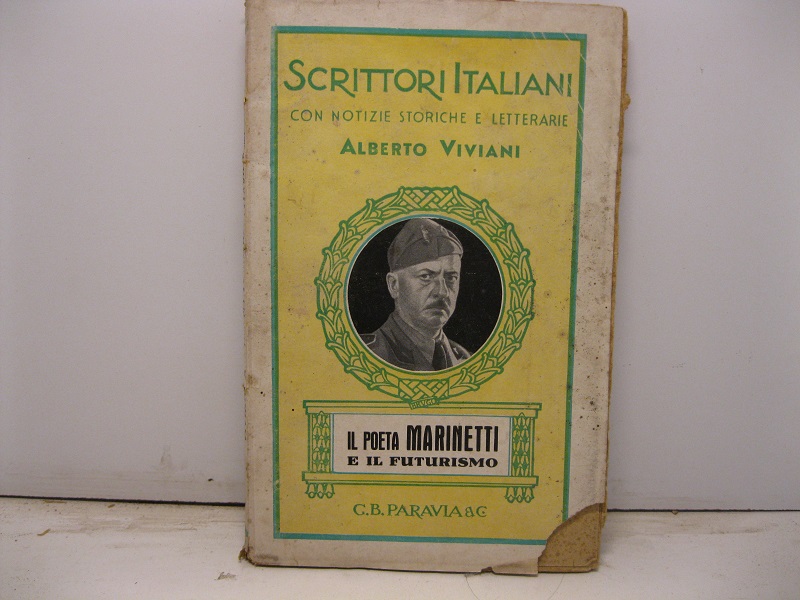 SCRITTORI ITALIANI
CON NOTIZIE STORICHE E LETTERARIE
ALBERTO VIVIANI
IL POETA MARINETTI
E IL FUTURISMO
G.B. PARAVIA & C